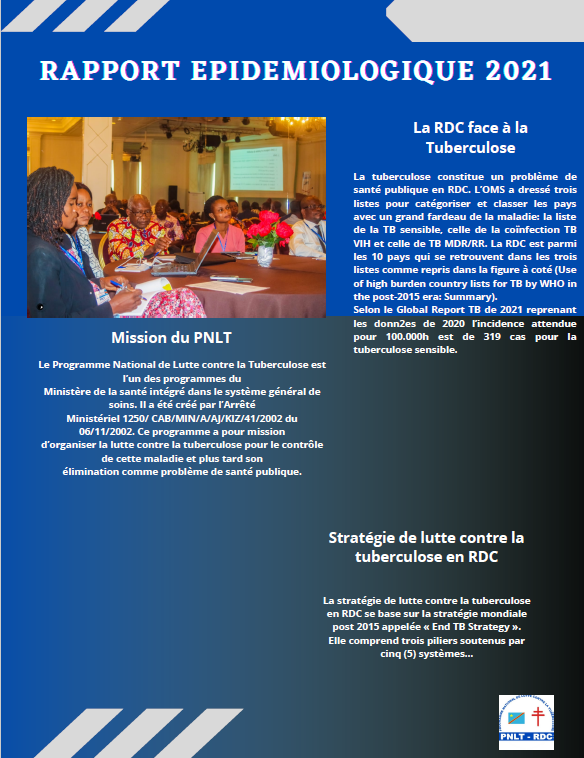 RAPPORT EPIDEMIOLOGIQUE 2021
La RDC face à la
Tuberculose
La tuberculose constitue un problème de
santé publique en RDC. L'OMS a dressé trois
listes pour catégoriser et classer les pays
avec un grand fardeau de la maladie: la liste
de la TB sensible, celle de la coïnfection TB
VIH et celle de TB MDR/RR. La RDC est parmi
les 10 pays qui se retrouvent dans les trois
listes comme repris dans la figure à coté (Use
of high burden country lists for TB by WHO in
the post-2015 era: Summary).
Selon le Global Report TB de 2021 reprenant
les donn2es de 2020 l'incidence attendue
pour 100.000h est de 319 cas pour la
tuberculose sensible.
Mission du PNLT
Le Programme National de Lutte contre la Tuberculose est
l'un des programmes du
Ministère de la santé intégré dans le système général de
soins. Il a été créé par l'Arrêté
Ministériel 1250/ CAB/MIN/A/AJ/KIZ/41/2002 du
06/11/2002. Ce programme a pour mission
d'organiser la lutte contre la tuberculose pour le contrôle
de cette maladie et plus tard son
élimination comme problème de santé publique.
Stratégie de lutte contre la
tuberculose en RDC
La stratégie de lutte contre la tuberculose
en RDC se base sur la stratégie mondiale
post 2015 appelée « End TB Strategy ».
Elle comprend trois piliers soutenus par
cinq (5) systèmes...
PNLT - RDC